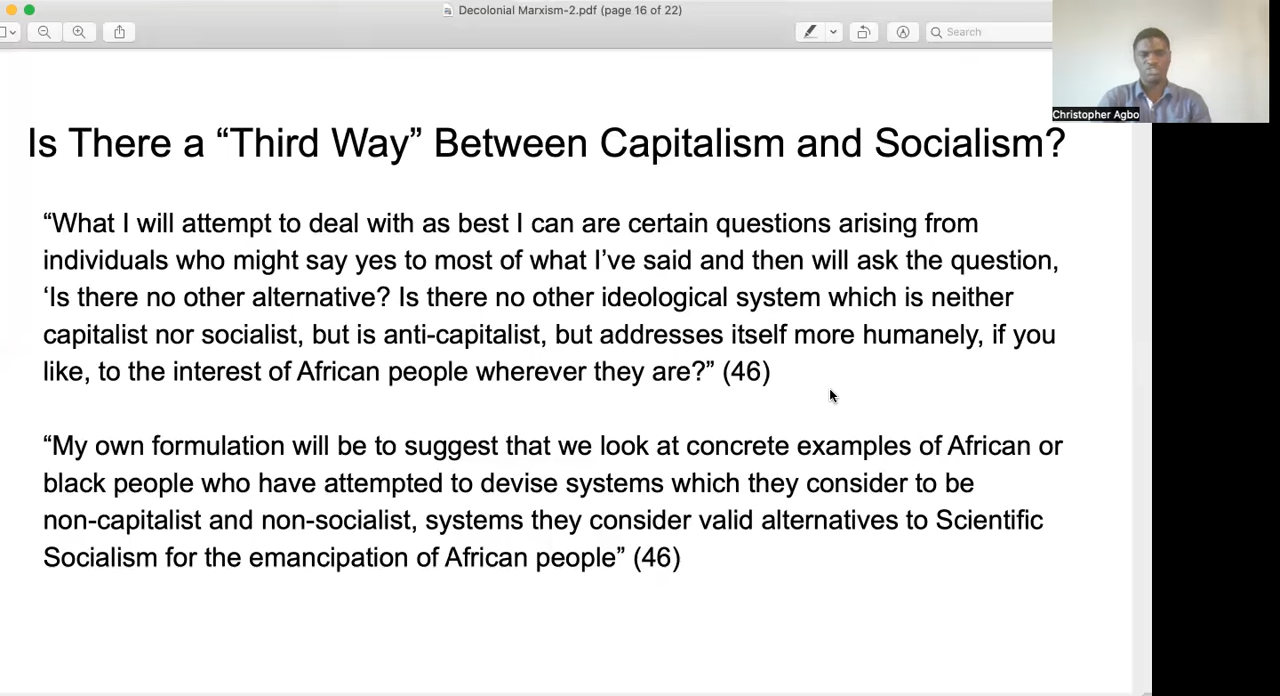 Decolonial Marxism-2.pdf (page 16 of 22)
Search
Christopher Agbo
Is There a “Third Way” Between Capitalism and Socialism?
“What I will attempt to deal with as best I can are certain questions arising from
individuals who might say yes to most of what I’ve said and then will ask the question,
‘Is there no other alternative? Is there no other ideological system which is neither
capitalist nor socialist, but is anti-capitalist, but addresses itself more humanely, if you
like, to the interest of African people wherever they are?” (46)
“My own formulation will be to suggest that we look at concrete examples of African or
black people who have attempted to devise systems which they consider to be
non-capitalist and non-socialist, systems they consider valid alternatives to Scientific
Socialism for the emancipation of African people” (46)